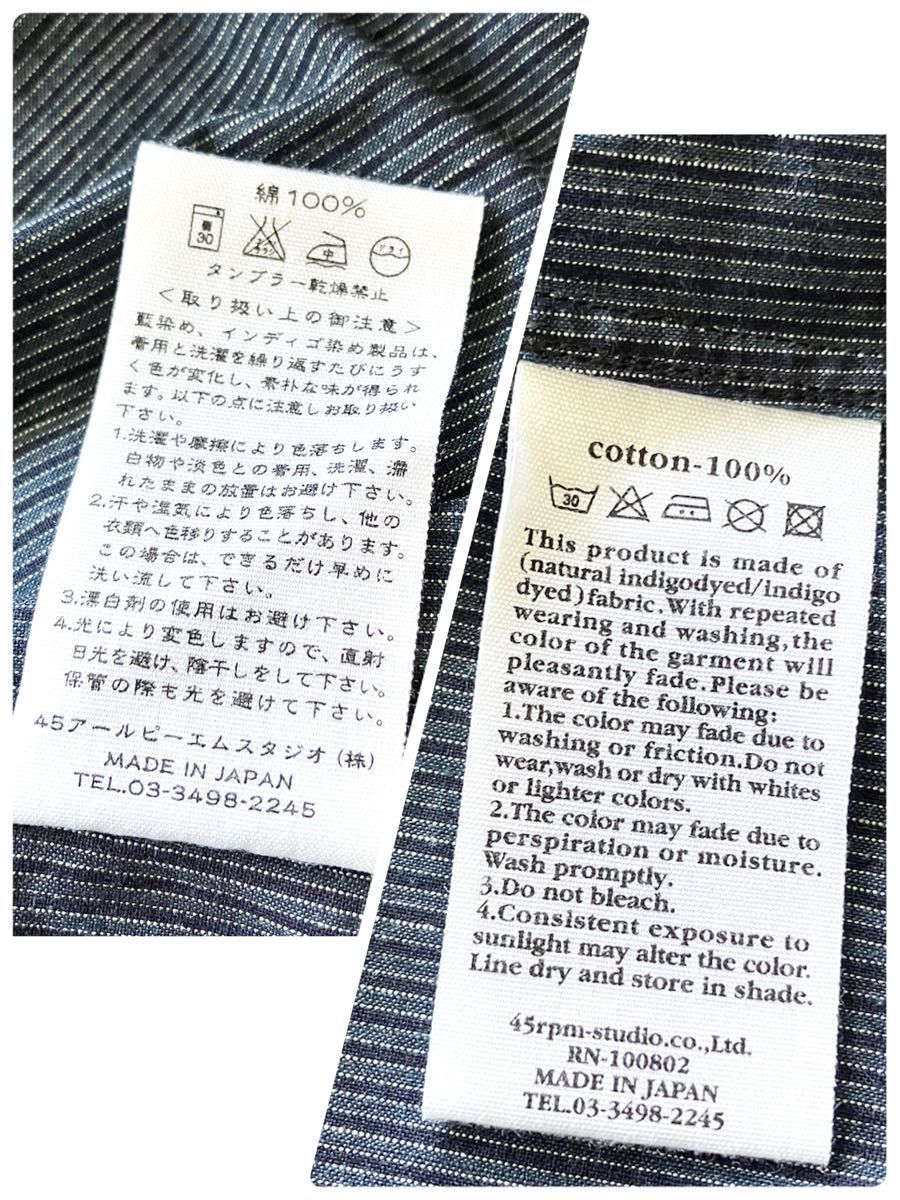 綿100%
弱
30
エンソサラシ
中
ドライ
タンブラー乾燥禁止
＜取り扱い上の御注意＞
藍染め、インディゴ染め製品は、
着用と洗濯を繰り返すたびにうす
く色が変化し、素朴な味が得られ
ます。以下の点に注意しお取り扱い
下さい。
1.洗濯や摩擦により色落ちします。
白物や淡色との着用、洗濯、濡
れたままの放置はお避け下さい。
2.汗や湿気により色落ちし、他の
衣類へ色移りすることがあります。
この場合は、できるだけ早めに
洗い流して下さい。
3.漂白剤の使用はお避け下さい。
4.光により変色しますので、直射
日光を避け、陰干しをして下さい。
保管の際も光を避けて下さい。
45アールピーエムスタジオ（株）
MADE IN JAPAN
TEL.03-3498-2245
cotton-100%
30
This product is made of
(natural indigodyed/indigo
dyed)fabric.With repeated
wearing and washing,the
color of the garment will
pleasantly fade.Please be
aware of the following:
1.The color may fade due to
washing or friction.Do not
wear,wash or dry with whites
or lighter colors.
2.The color may fade due to
perspiration or moisture.
Wash promptly.
3.Do not bleach.
4.Consistent exposure to
sunlight may alter the color.
Line dry and store in shade.
45rpm-studio.co.,Ltd.
RN-100802
MADE IN JAPAN
TEL.03-3498-2245